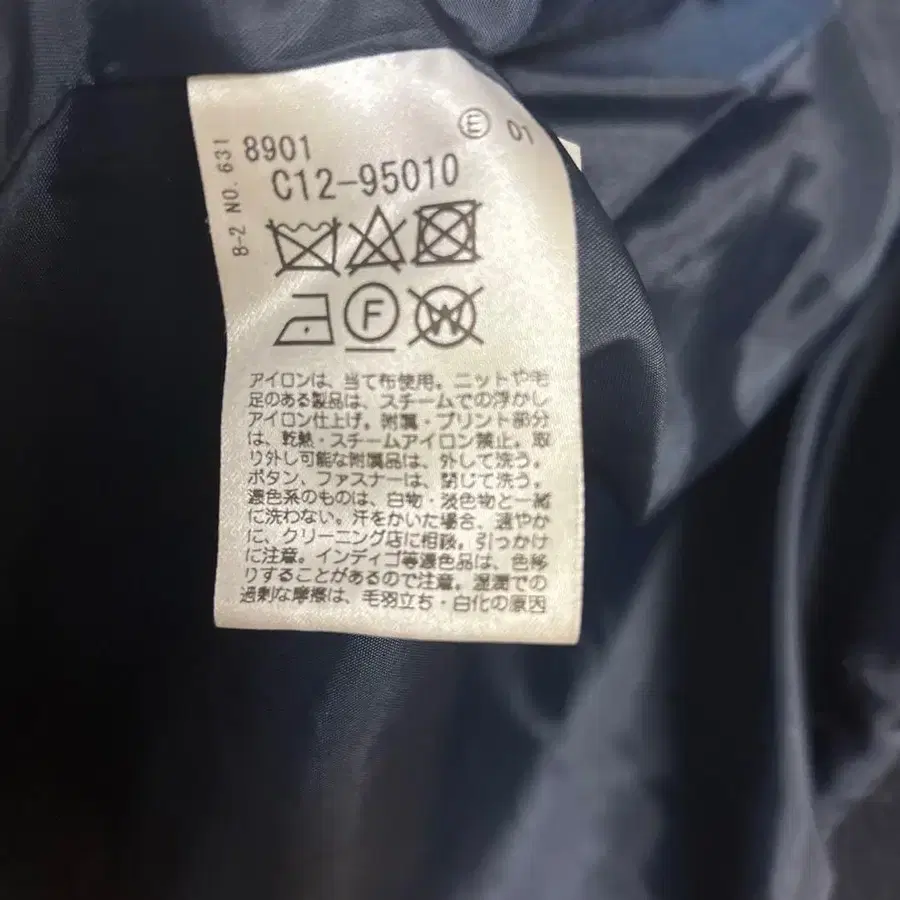 Ⓔ 01
8-2 NO. 631
8901
C12-95010
F
W
アイロンは、当て布使用。ニットや毛
足のある製品は、スチームでの浮かし
アイロン仕上げ。附属・プリント部分
は、乾熱・スチームアイロン禁止。取
り外し可能な附属品は、外して洗う。
ボタン、ファスナーは、閉じて洗う。
濃色系のものは、白物・淡色物と一緒
に洗わない。汗をかいた場合、速やか
に、クリーニング店に相談。引っかけ
に注意。インディゴ等濃色品は、色移
りすることがあるので注意。湿潤での
過剰な摩擦は、毛羽立ち・白化の原因